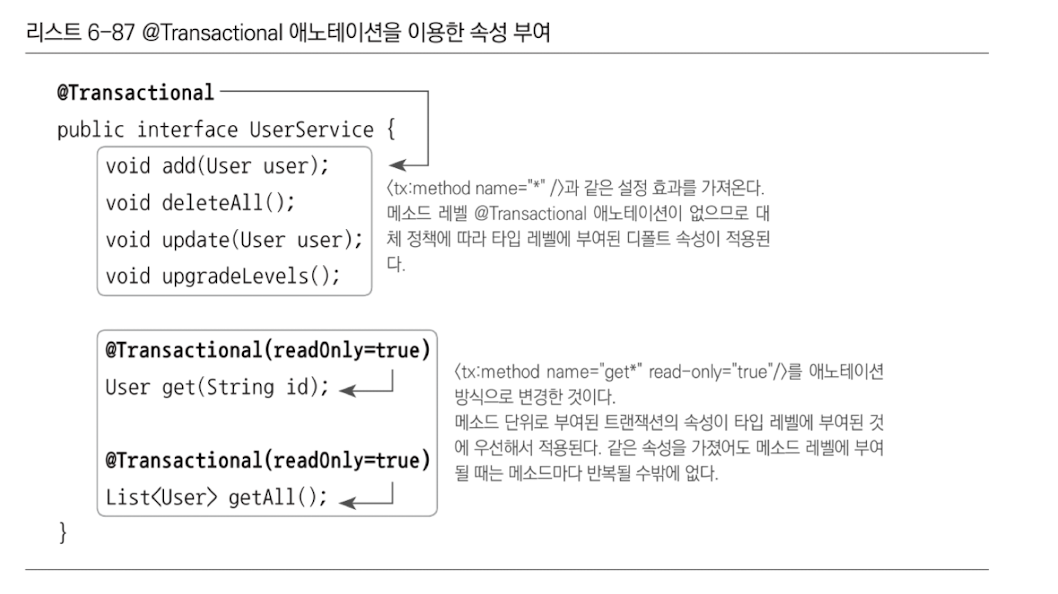 리스트 6-87 @Transactional 애노테이션을 이용한 속성 부여
@Transactional
public interface UserService {
void add(User user);
void deleteAll();
void update(User user);
void upgradeLevels();
〈tx:method name="*" /〉과 같은 설정 효과를 가져온다.
메소드 레벨 @Transactional 애노테이션이 없으므로 대
체 정책에 따라 타입 레벨에 부여된 디폴트 속성이 적용된
다.
@Transactional(readOnly=true)
User get(String id);
@Transactional(readOnly=true)
List<User> getAll();
〈tx:method name="get*" read-only="true"/〉를 애노테이션
방식으로 변경한 것이다.
메소드 단위로 부여된 트랜잭션의 속성이 타입 레벨에 부여된 것
에 우선해서 적용된다. 같은 속성을 가졌어도 메소드 레벨에 부여
될 때는 메소드마다 반복될 수밖에 없다.
}